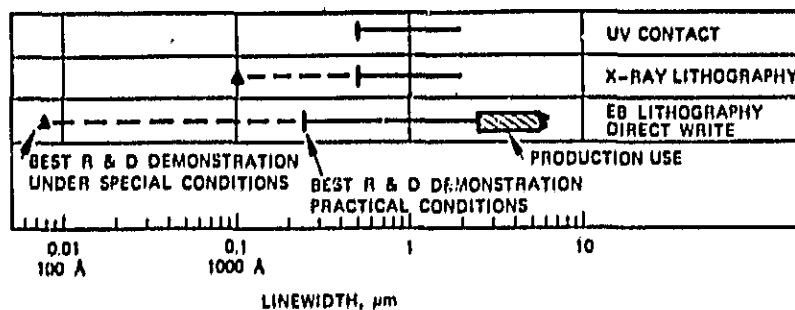 UV CONTACT
X-RAY LITHOGRAPHY
EB LITHOGRAPHY
DIRECT WRITE
BEST R & D DEMONSTRATION
UNDER SPECIAL CONDITIONS
BEST R & D DEMONSTRATION
PRACTICAL CONDITIONS
PRODUCTION USE
0.01 0.1 1 10
100 Å 1000 Å
LINEWIDTH, µm